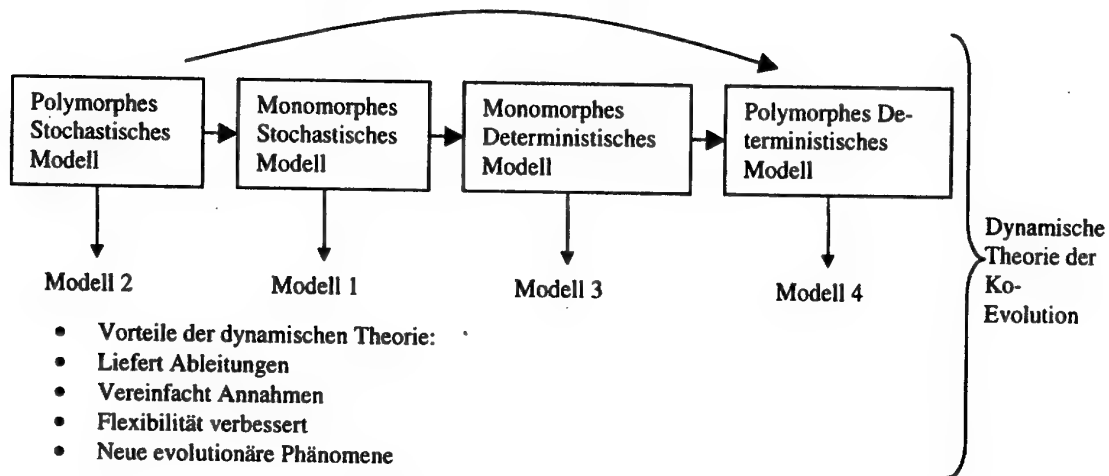 Polymorphes
Stochastisches
Modell
Monomorphes
Stochastisches
Modell
Monomorphes
Deterministisches
Modell
Polymorphes De-
terministisches
Modell
Modell 2
Modell 1
Modell 3
Modell 4
Dynamische
Theorie der
Ko-
Evolution
• Vorteile der dynamischen Theorie:
• Liefert Ableitungen
• Vereinfacht Annahmen
• Flexibilität verbessert
• Neue evolutionäre Phänomene